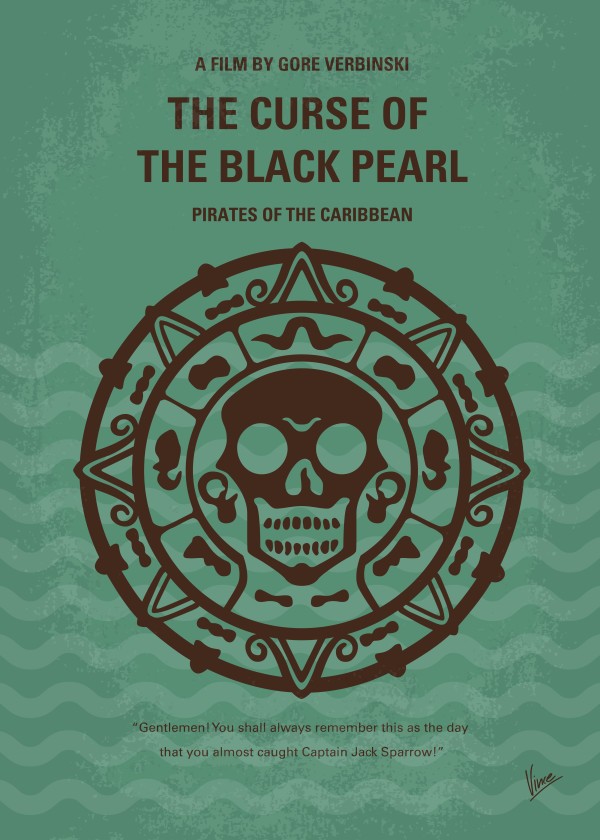 A FILM BY GORE VERBINSKI
THE CURSE OF
THE BLACK PEARL
PIRATES OF THE CARIBBEAN
“Gentlemen! You shall always remember this as the day
that you almost caught Captain Jack Sparrow!”
Vince